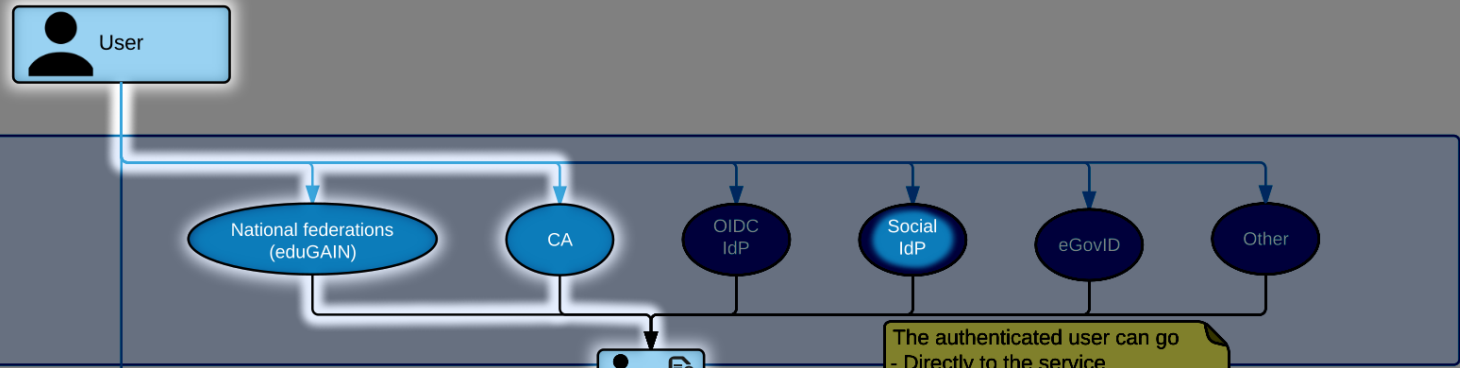 User
National federations
(eduGAIN)
CA
OIDC
IdP
Social
IdP
eGovID
Other
The authenticated user can go
- Directly to the service